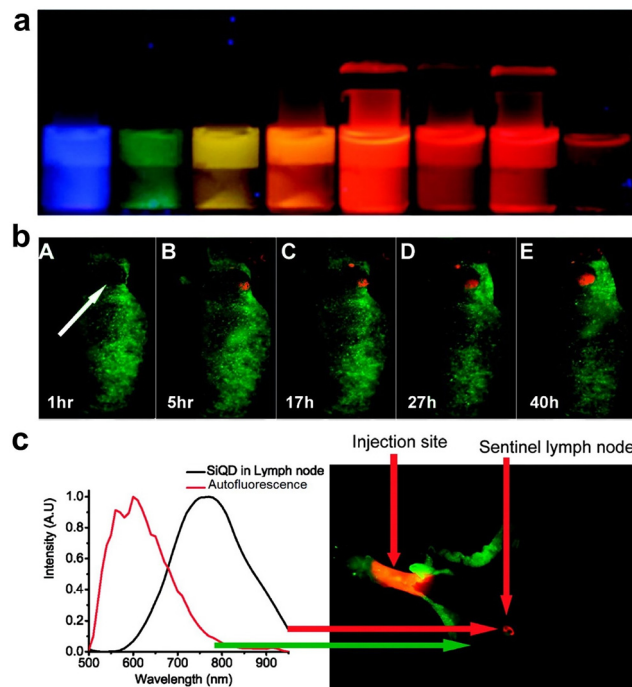 a
b
A
B
C
D
E
1hr
5hr
17h
27h
40h
c
Injection site
Sentinel lymph node
SiQD in Lymph node
Autofluorescence
Intensity (A.U)
1.0
0.8
0.6
0.4
0.2
0.0
500 600 700 800 900
Wavelength (nm)